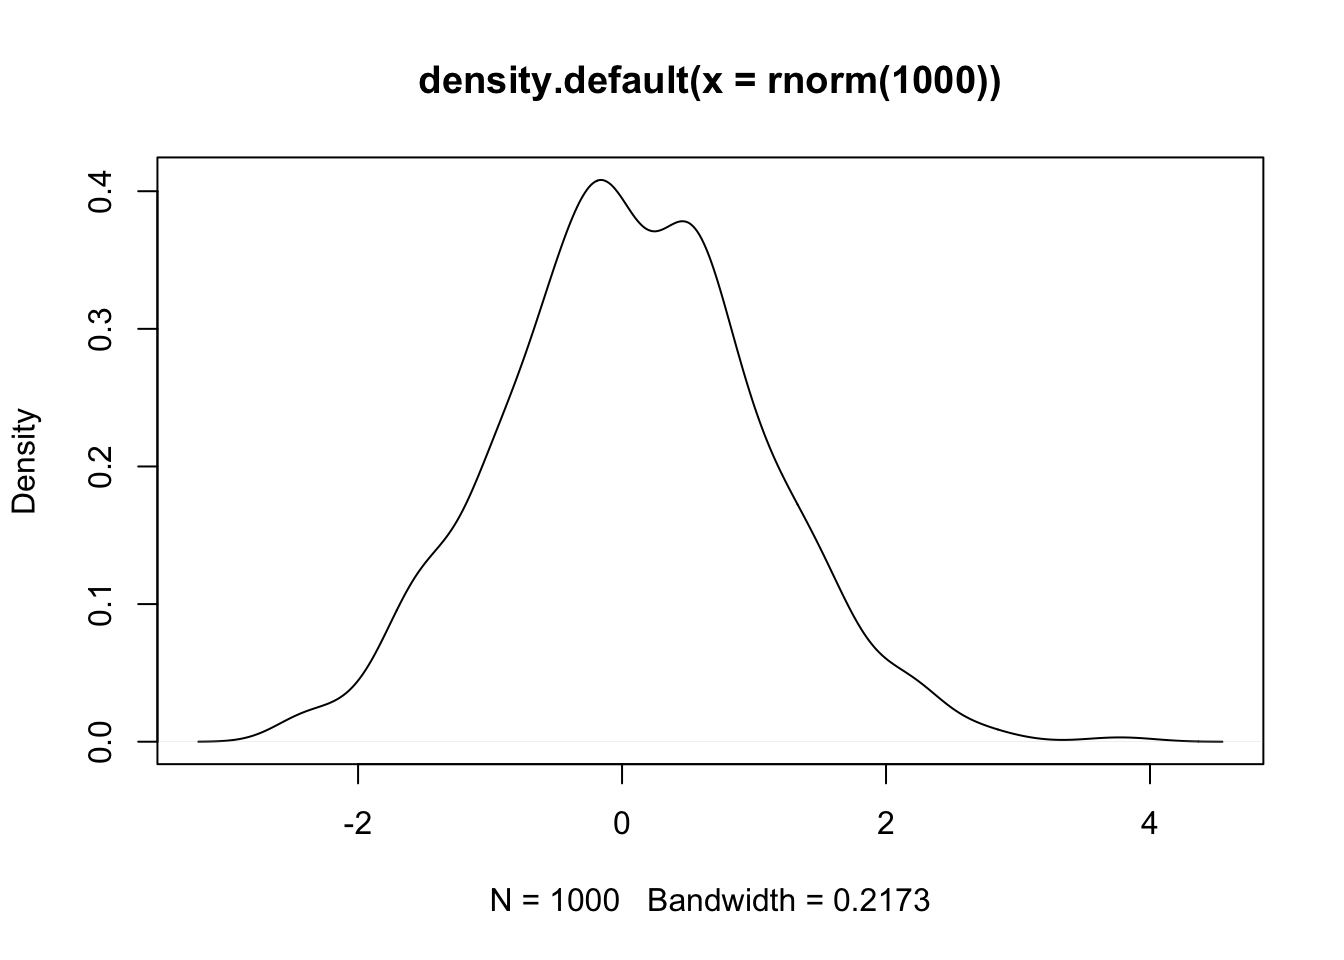 density.default(x = rnorm(1000))
Density
0.4
0.3
0.2
0.1
0.0
-2 0 2 4
N = 1000 Bandwidth = 0.2173